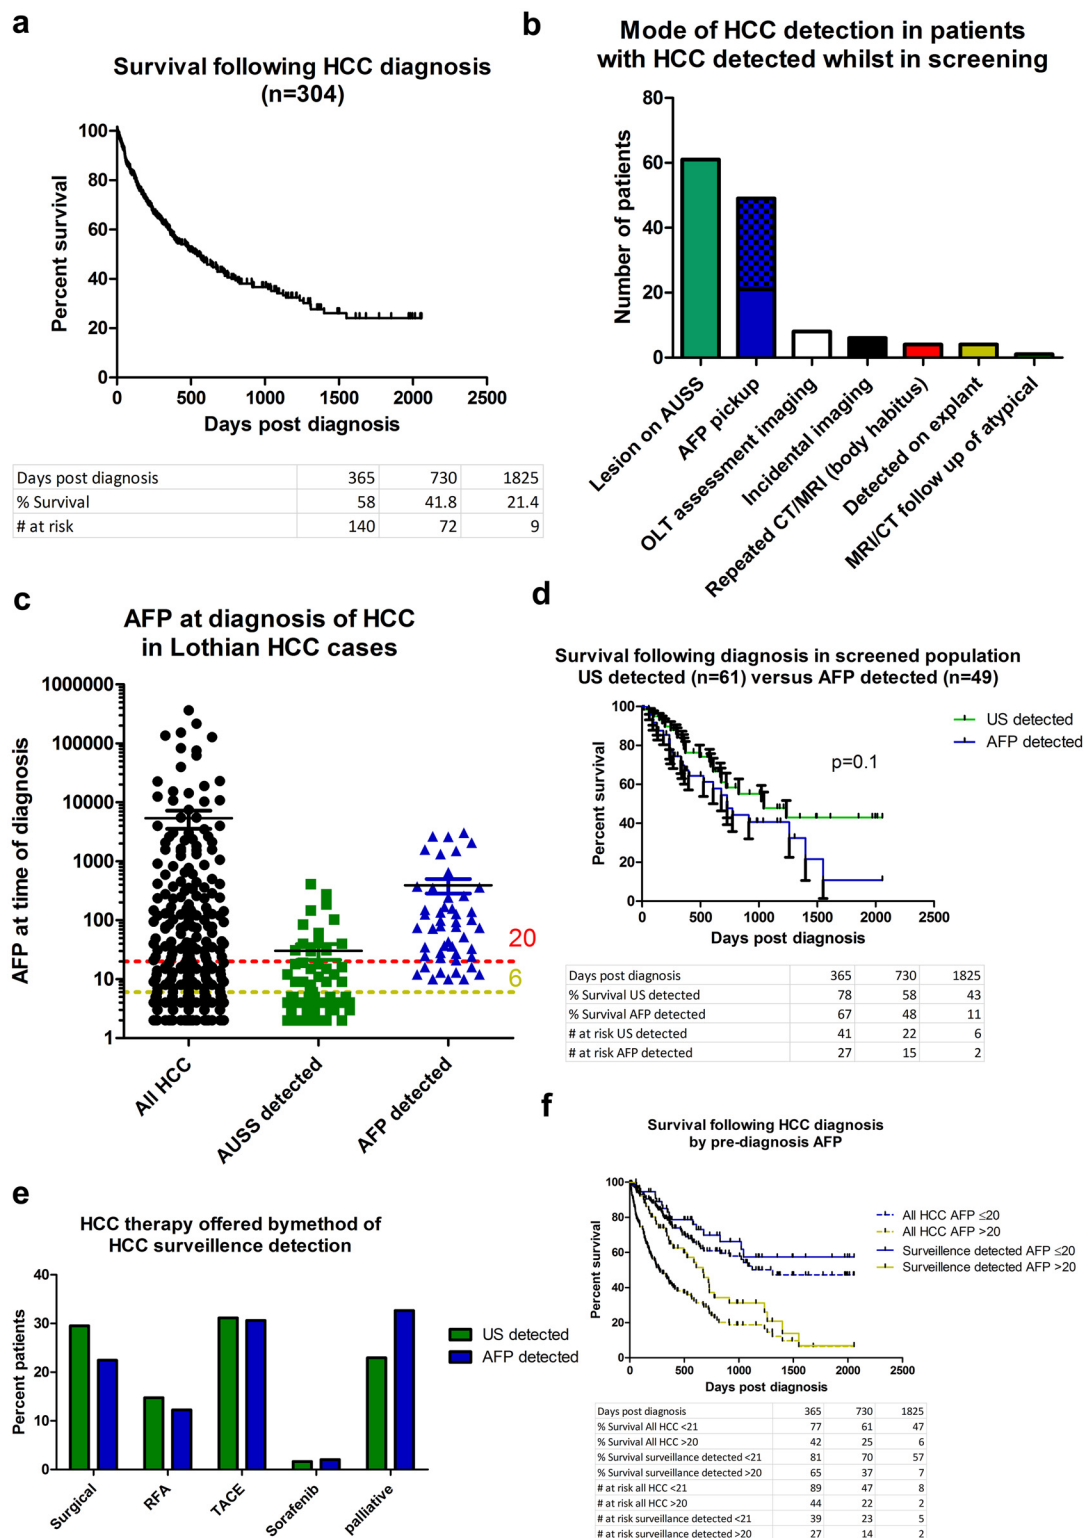 a
Survival following HCC diagnosis
(n=304)
Percent survival
100
80
60
40
20
0
0 500 1000 1500 2000 2500
Days post diagnosis
Days post diagnosis 365 730 1825
% Survival 58 41.8 21.4
# at risk 140 72 9
b
Mode of HCC detection in patients
with HCC detected whilst in screening
Number of patients
80
60
40
20
0
Lesion on AUSS
AFP pickup
OLT assessment imaging
Incidental imaging
Repeated CT/MRI (body habitus)
Detected on explant
MRI/CT follow up of atypical
c
AFP at diagnosis of HCC
in Lothian HCC cases
AFP at time of diagnosis
1000000
100000
10000
1000
100
10
1
20
6
All HCC
AUSS detected
AFP detected
d
Survival following diagnosis in screened population
US detected (n=61) versus AFP detected (n=49)
Percent survival
100
80
60
40
20
0
0 500 1000 1500 2000 2500
Days post diagnosis
US detected
AFP detected
p=0.1
Days post diagnosis 365 730 1825
% Survival US detected 78 58 43
% Survival AFP detected 67 48 11
# at risk US detected 41 22 6
# at risk AFP detected 27 15 2
e
HCC therapy offered bymethod of
HCC surveillence detection
Percent patients
40
30
20
10
0
Surgical
RFA
TACE
Sorafenib
palliative
US detected
AFP detected
f
Survival following HCC diagnosis
by pre-diagnosis AFP
Percent survival
100
80
60
40
20
0
0 500 1000 1500 2000 2500
Days post diagnosis
All HCC AFP ≤20
All HCC AFP >20
Surveillence detected AFP ≤20
Surveillence detected AFP >20
Days post diagnosis 365 730 1825
% Survival All HCC <21 77 61 47
% Survival All HCC >20 42 25 6
% Survival surveillance detected <21 81 70 57
% Survival surveillance detected >20 65 37 7
# at risk all HCC <21 89 47 8
# at risk all HCC >20 44 22 2
# at risk surveillance detected <21 39 23 5
# at risk surveillance detected >20 27 14 2